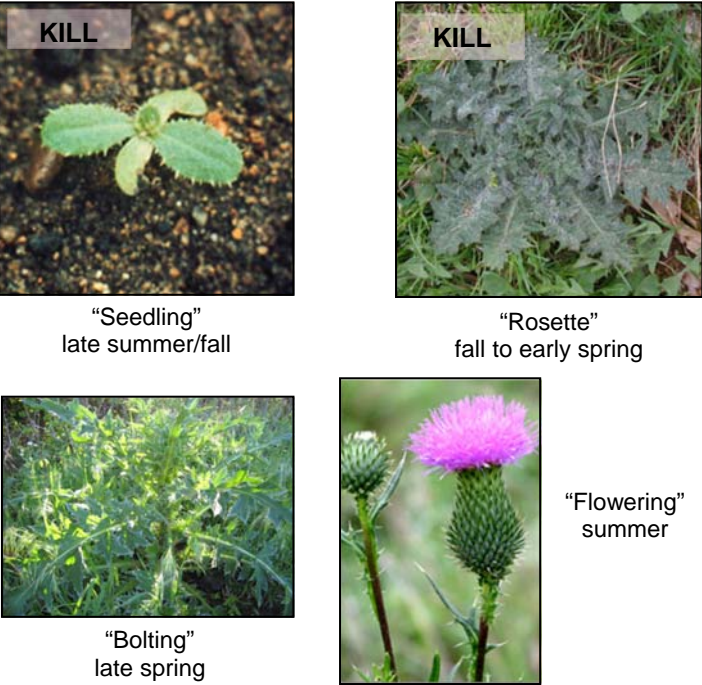 KILL
KILL
“Seedling”
late summer/fall
“Rosette”
fall to early spring
“Bolting”
late spring
“Flowering”
summer